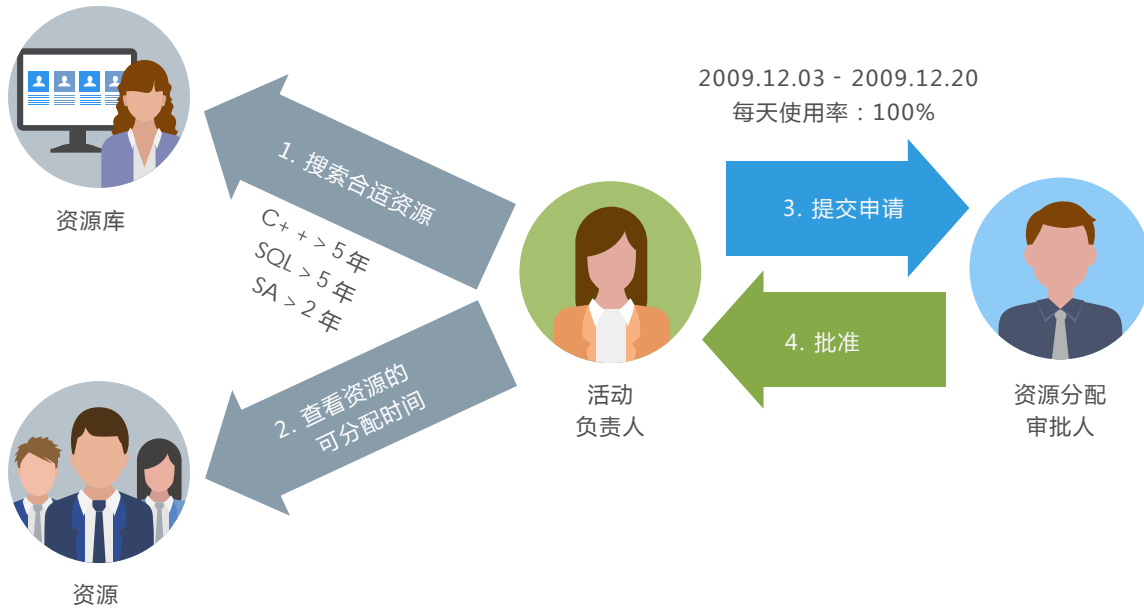 2009.12.03 - 2009.12.20
每天使用率：100%
1. 搜索合适资源
C++ > 5 年
SQL > 5 年
SA > 2 年
资源库
3. 提交申请
4. 批准
2. 查看资源的
可分配时间
活动
负责人
资源分配
审批人
资源